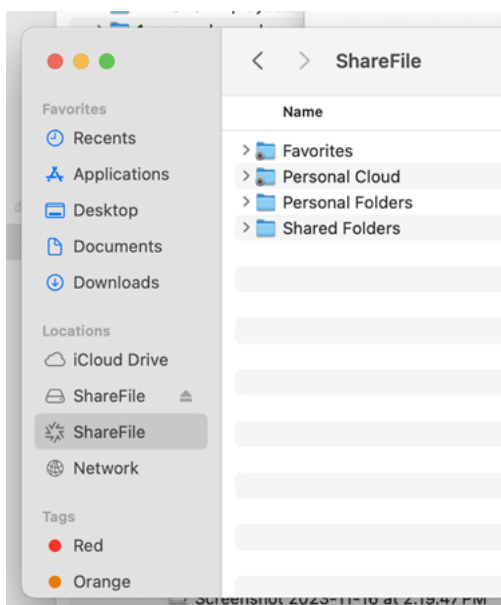 ShareFile
Favorites
Recents
Applications
Desktop
Documents
Downloads
Locations
iCloud Drive
ShareFile
ShareFile
Network
Tags
Red
Orange
Name
Favorites
Personal Cloud
Personal Folders
Shared Folders
Screenshot 2023-11-16 at 2.19.47 PM